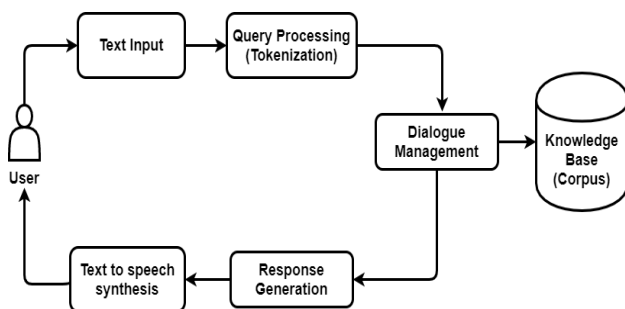 Text Input
Query Processing
(Tokenization)
Dialogue
Management
Knowledge
Base
(Corpus)
User
Text to speech
synthesis
Response
Generation